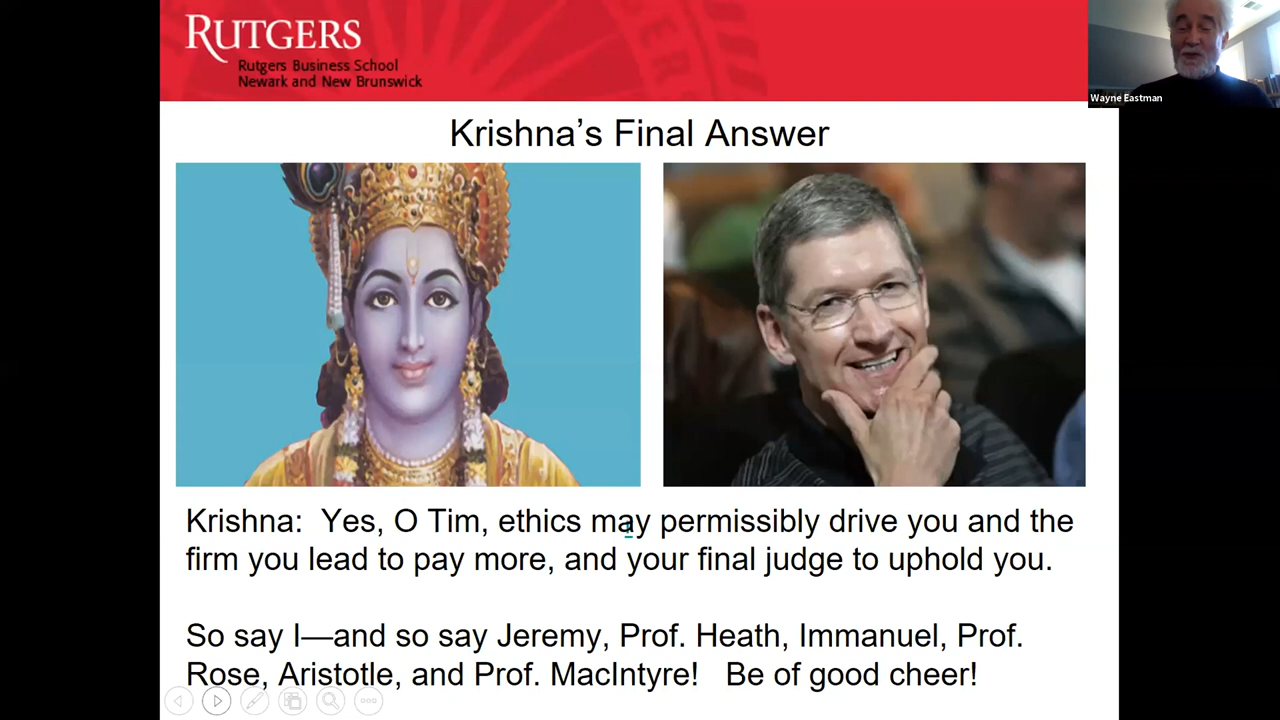 RUTGERS
Rutgers Business School
Newark and New Brunswick
Wayne Eastman
Krishna’s Final Answer
Krishna:  Yes, O Tim, ethics may permissibly drive you and the
firm you lead to pay more, and your final judge to uphold you.
So say I—and so say Jeremy, Prof. Heath, Immanuel, Prof.
Rose, Aristotle, and Prof. MacIntyre!   Be of good cheer!